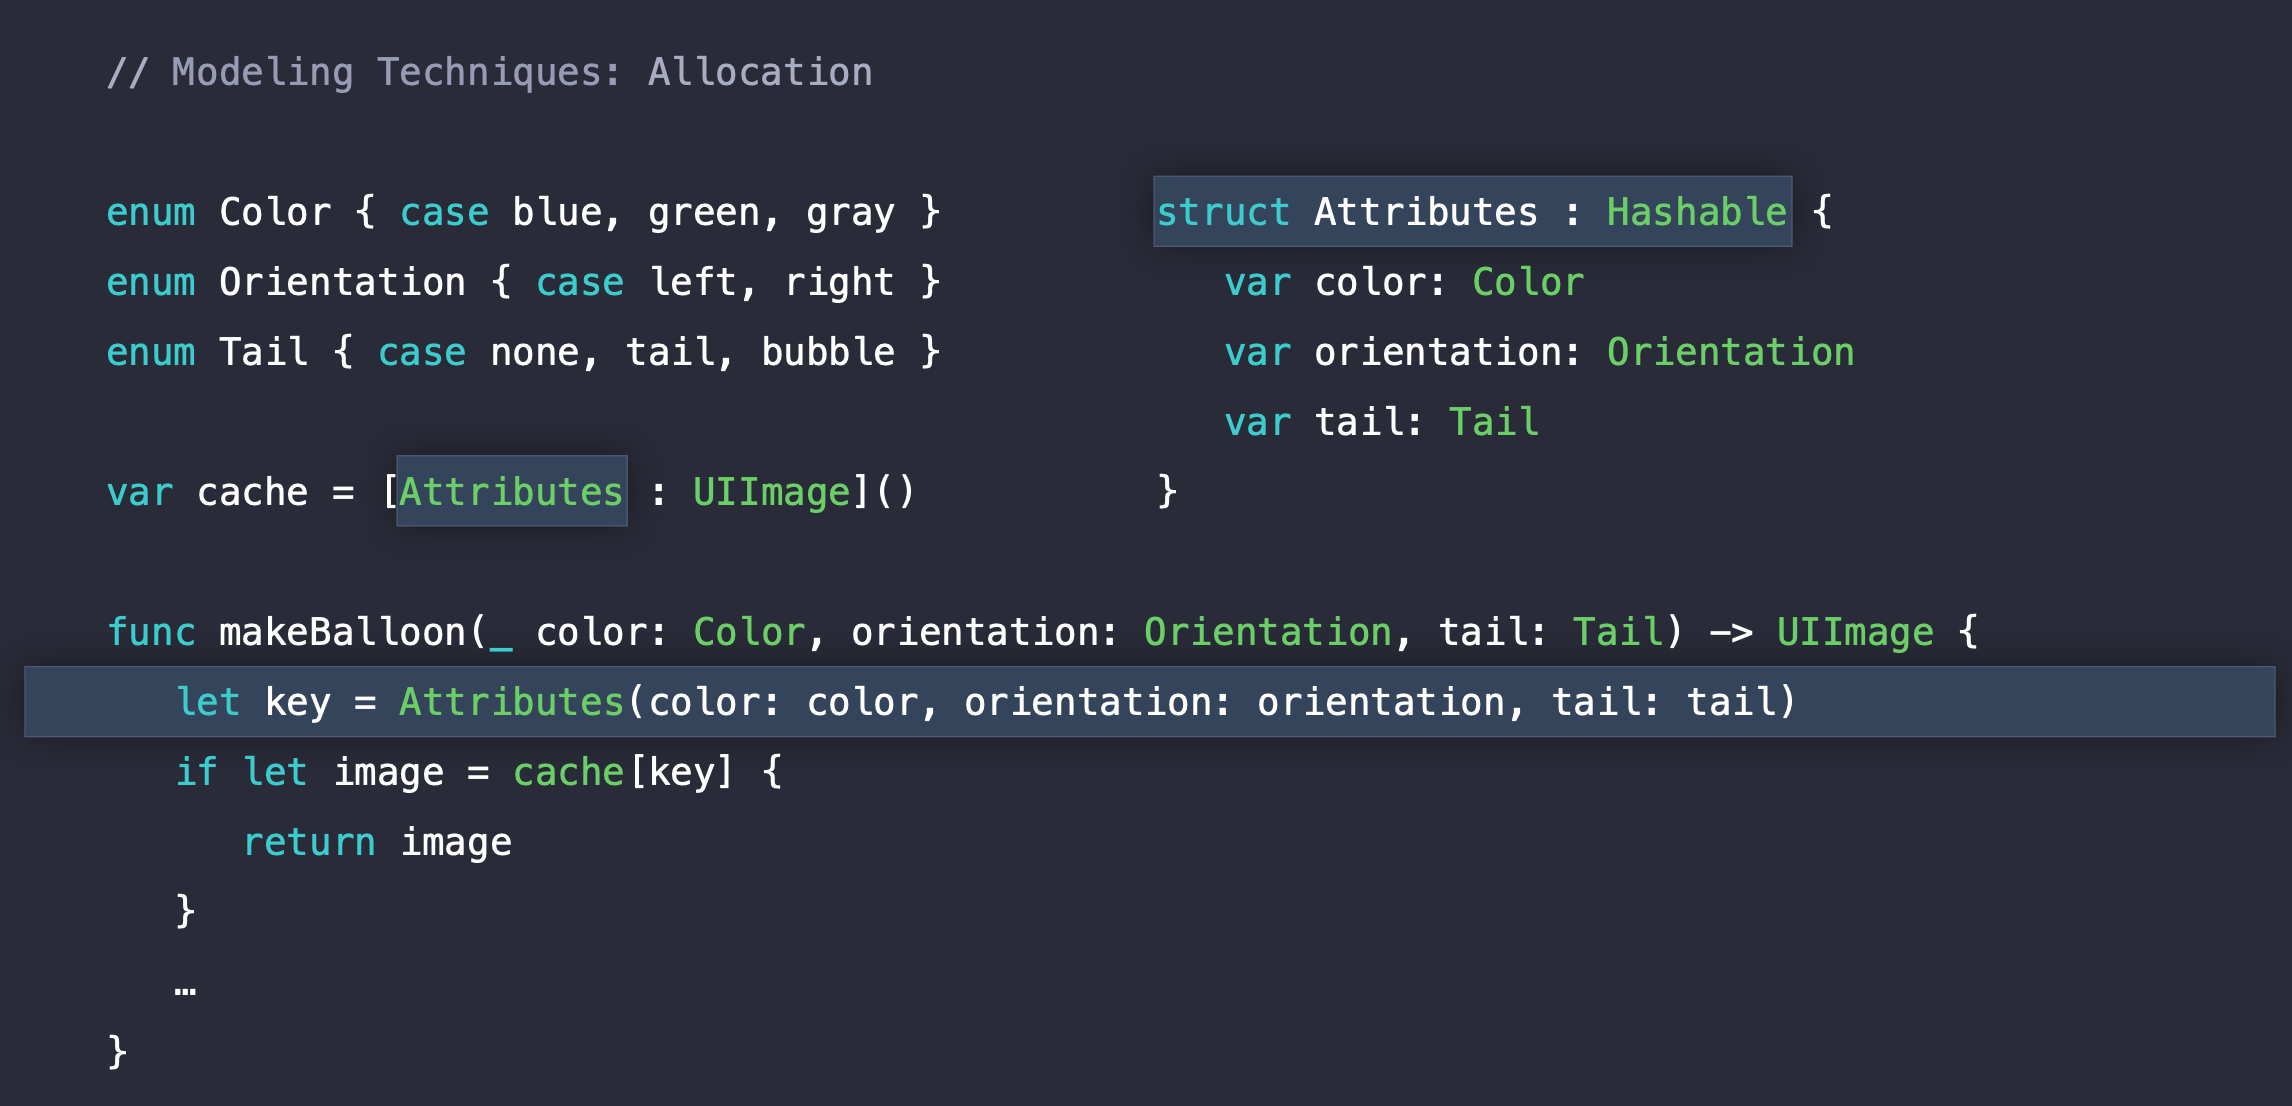 // Modeling Techniques: Allocation
enum Color { case blue, green, gray }
enum Orientation { case left, right }
enum Tail { case none, tail, bubble }
var cache = [Attributes : UIImage]()
struct Attributes : Hashable {
var color: Color
var orientation: Orientation
var tail: Tail
}
func makeBalloon(_ color: Color, orientation: Orientation, tail: Tail) -> UIImage {
let key = Attributes(color: color, orientation: orientation, tail: tail)
if let image = cache[key] {
return image
}
…
}